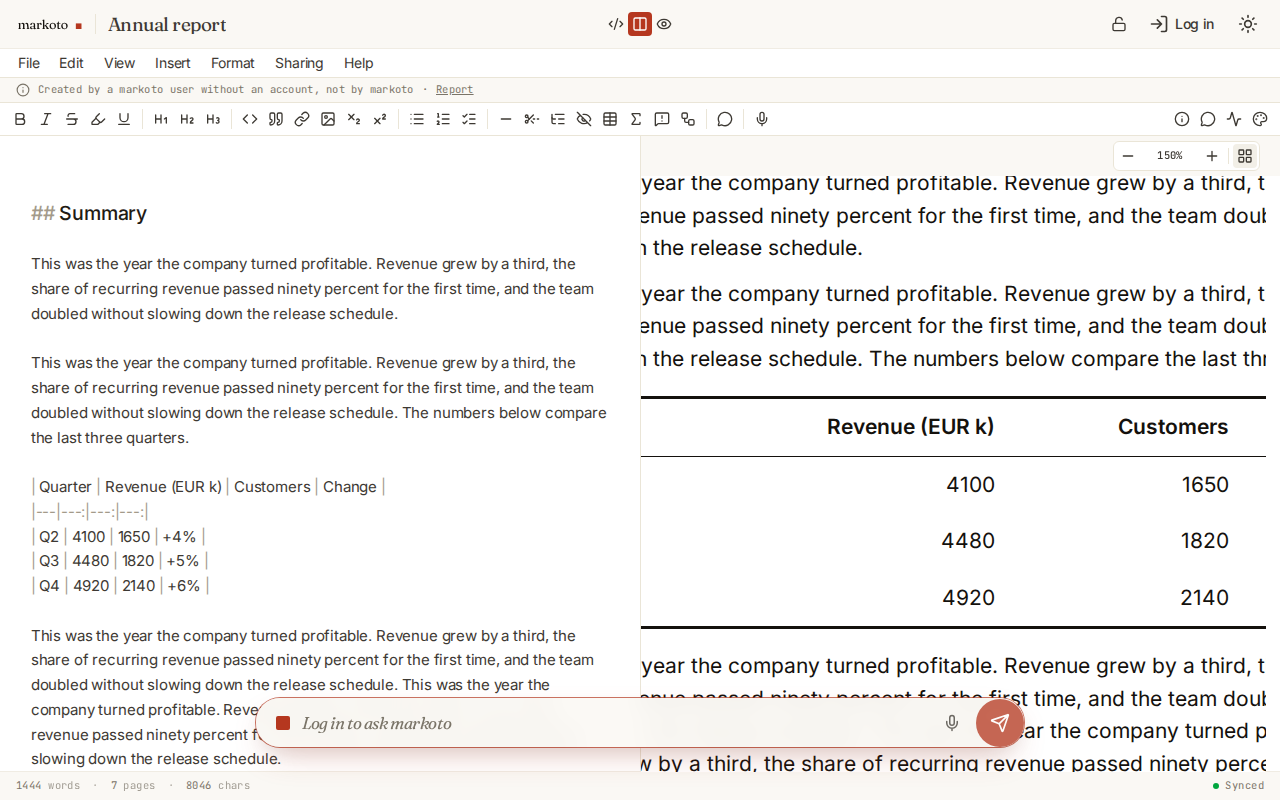 markoto
Annual report
Log in
File Edit View Insert Format Sharing Help
Created by a markoto user without an account, not by markoto · Report
H1 H2 H3
150%
## Summary
This was the year the company turned profitable. Revenue grew by a third, the
share of recurring revenue passed ninety percent for the first time, and the team
doubled without slowing down the release schedule.
This was the year the company turned profitable. Revenue grew by a third, the
share of recurring revenue passed ninety percent for the first time, and the team
doubled without slowing down the release schedule. The numbers below compare
the last three quarters.
| Quarter | Revenue (EUR k) | Customers | Change |
|---|---:|---:|---:|
| Q2 | 4100 | 1650 | +4% |
| Q3 | 4480 | 1820 | +5% |
| Q4 | 4920 | 2140 | +6% |
This was the year the company turned profitable. Revenue grew by a third, the
share of recurring revenue passed ninety percent for the first time, and the team
doubled without slowing down the release schedule. This was the year the
company turned profitable.
revenue passed ninety percent
slowing down the release schedule.
year the company turned profitable. Revenue grew by a third,
passed ninety percent for the first time, and the team
the release schedule.
year the company turned profitable. Revenue grew by a third,
passed ninety percent for the first time, and the team
the release schedule. The numbers below compare the last
Revenue (EUR k) Customers
4100 1650
4480 1820
4920 2140
year the company turned profitable. Revenue grew by a third,
time, and the team
the company turned
by a third, the share of recurring revenue passed ninety
Log in to ask markoto
1444 words · 7 pages · 8046 chars
Synced